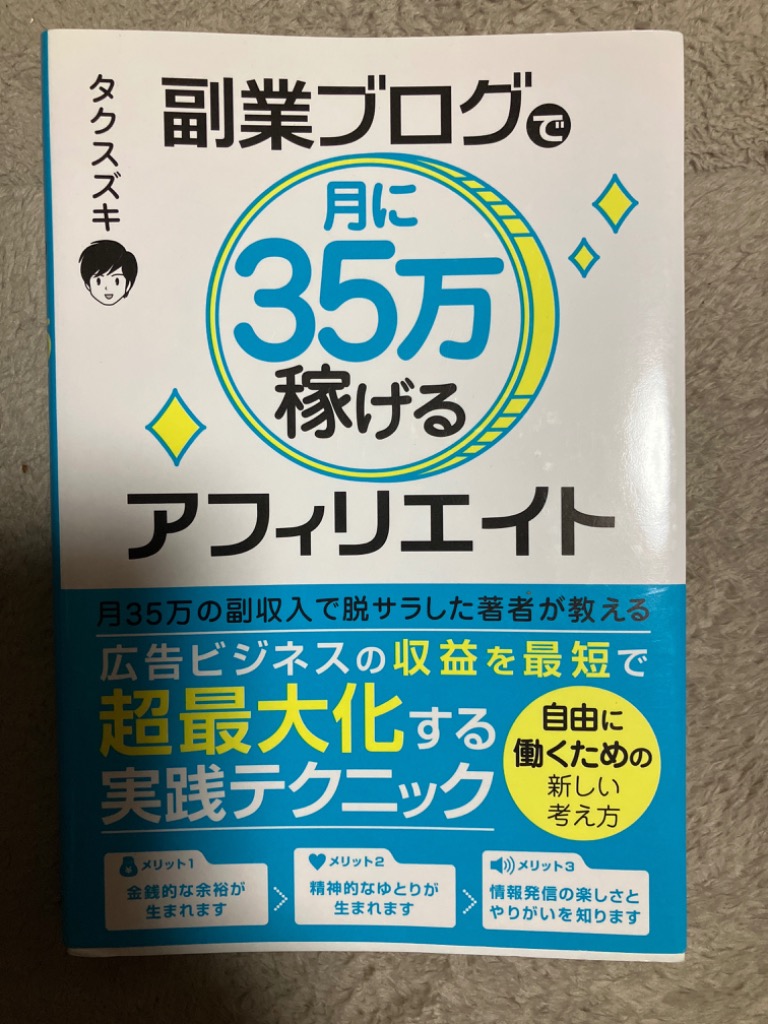 タクスズキ
副業ブログで
月に
35万
稼げる
アフィリエイト
月35万の副収入で脱サラした著者が教える
広告ビジネスの収益を最短で
超最大化する
実践テクニック
自由に
働くための
新しい
考え方
メリット1
金銭的な余裕が
生まれます
メリット2
精神的なゆとりが
生まれます
メリット3
情報発信の楽しさと
やりがいを知ります